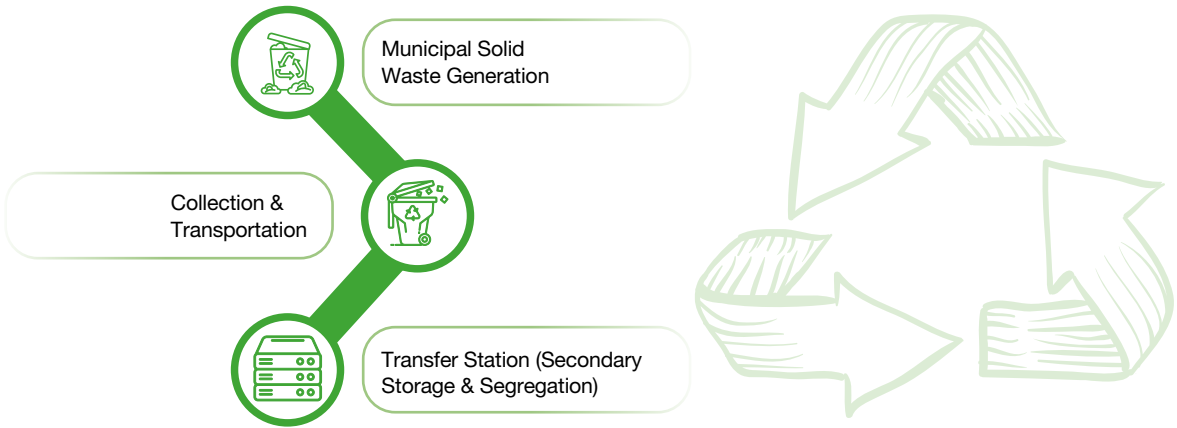 Municipal Solid
Waste Generation
Collection &
Transportation
Transfer Station (Secondary
Storage & Segregation)